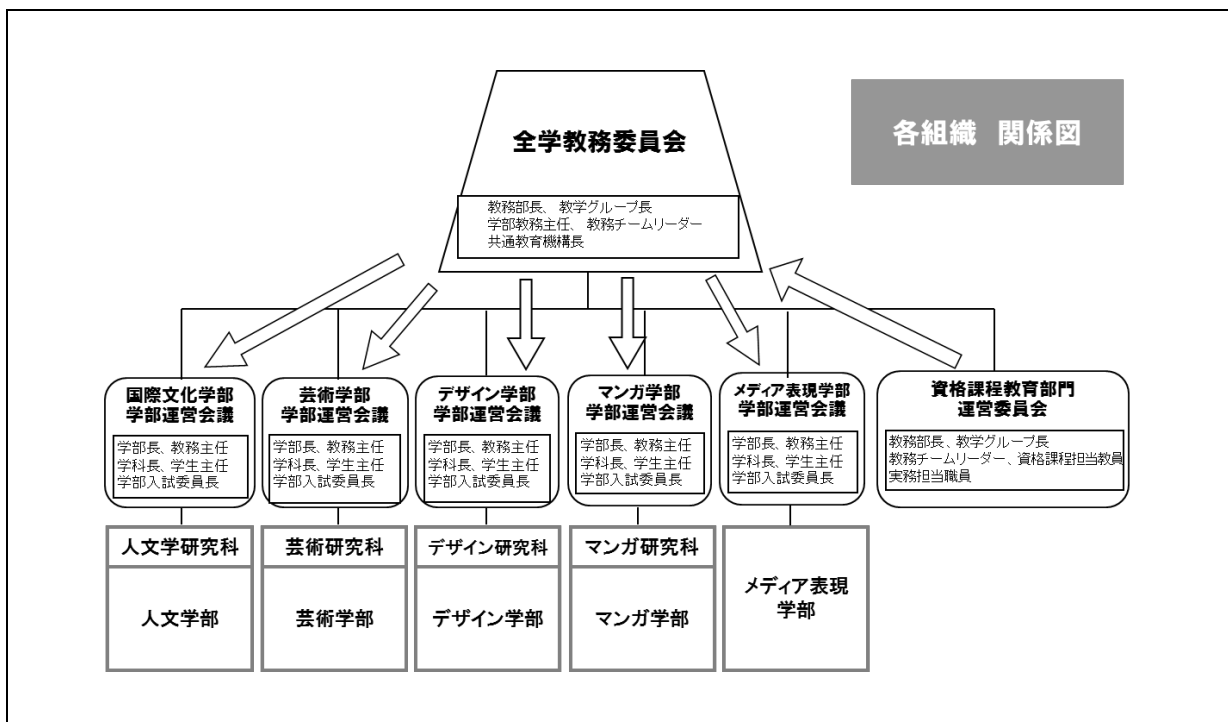 各組織 関係図
全学教務委員会
教務部長、 教学グループ長
学部教務主任、 教務チームリーダー
共通教育機構長
国際文化学部
学部運営会議
学部長、教務主任
学科長、学生主任
学部入試委員長
芸術学部
学部運営会議
学部長、教務主任
学科長、学生主任
学部入試委員長
デザイン学部
学部運営会議
学部長、教務主任
学科長、学生主任
学部入試委員長
マンガ学部
学部運営会議
学部長、教務主任
学科長、学生主任
学部入試委員長
メディア表現学部
学部運営会議
学部長、教務主任
学科長、学生主任
学部入試委員長
資格課程教育部門
運営委員会
教務部長、教学グループ長
教務チームリーダー、資格課程担当教員
実務担当職員
人文学研究科
人文学部
芸術研究科
芸術学部
デザイン研究科
デザイン学部
マンガ研究科
マンガ学部
メディア表現
学部